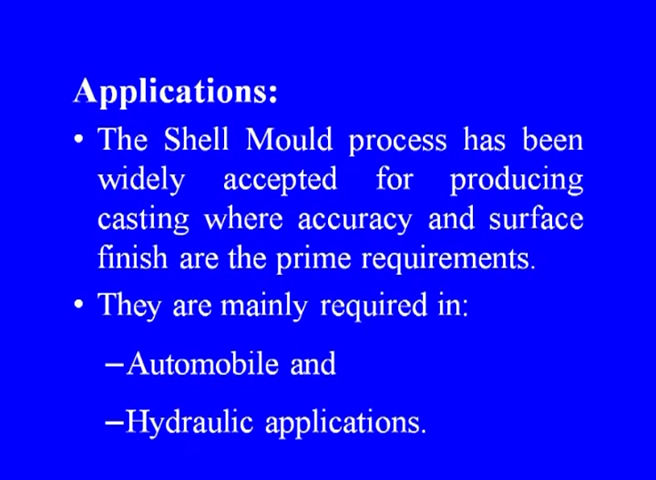 Applications:
• The Shell Mould process has been
widely accepted for producing
casting where accuracy and surface
finish are the prime requirements.
• They are mainly required in:
–Automobile and
–Hydraulic applications.